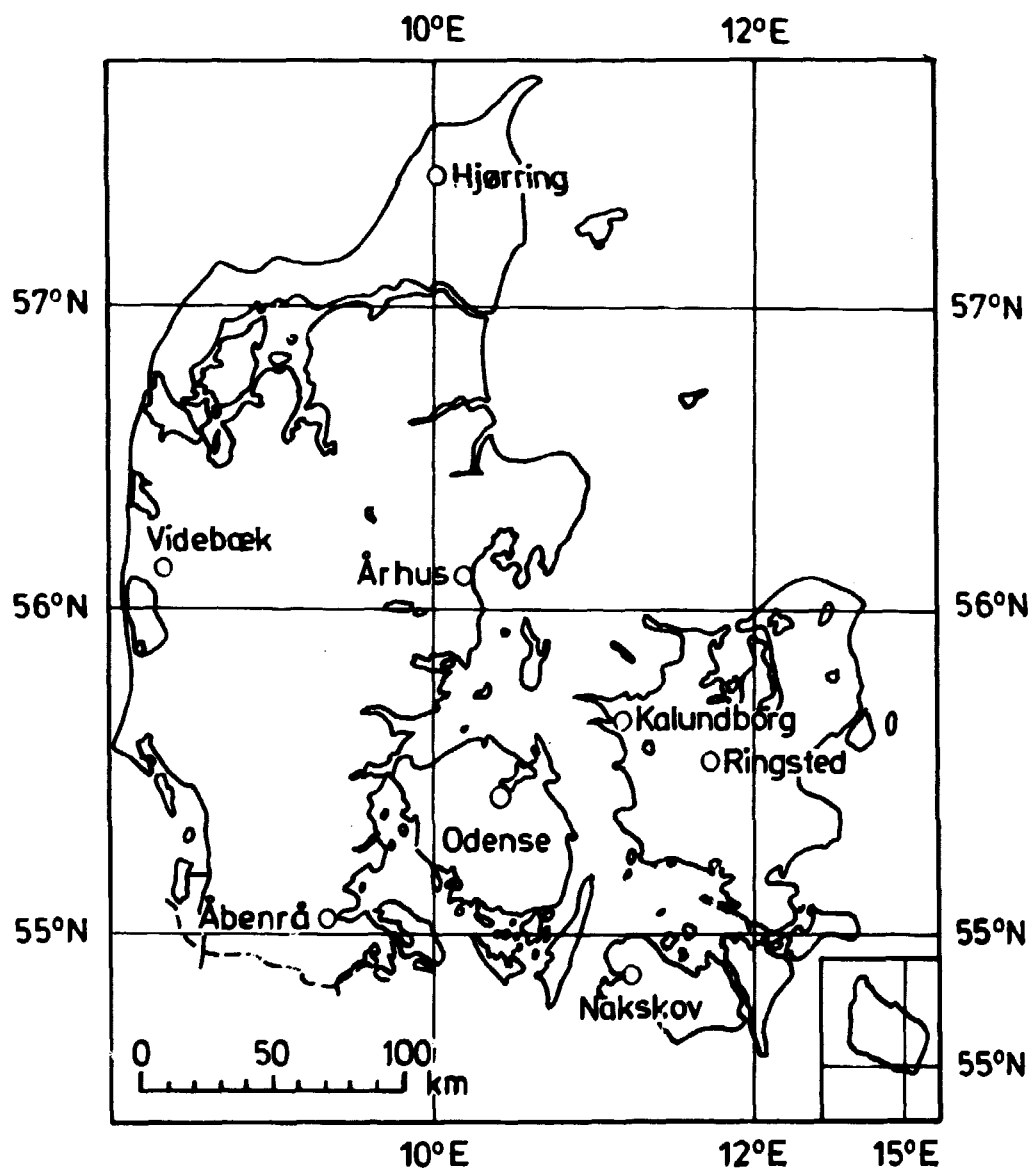 10°E 12°E
Hjørring
57°N 57°N
Videbæk
Århus
56°N 56°N
Kalundborg
Ringsted
Odense
Åbenrå
55°N 55°N
Nakskov
0 50 100
km
55°N
10°E 12°E 15°E